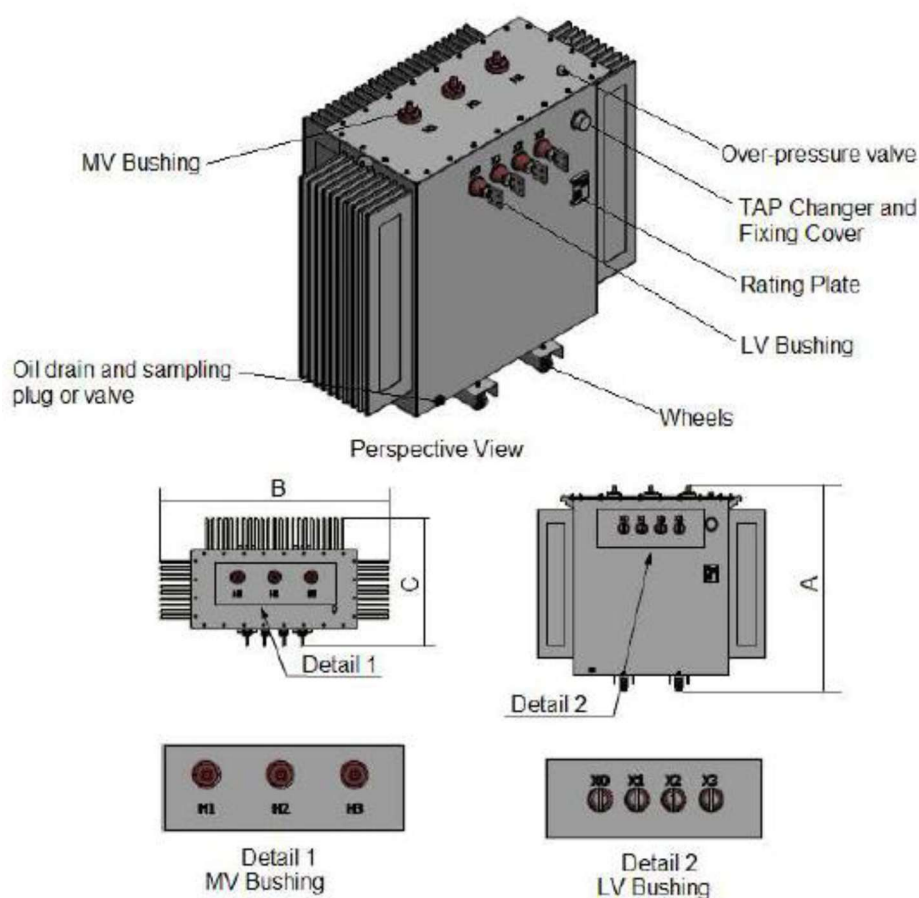 MV Bushing
Over-pressure valve
TAP Changer and
Fixing Cover
Rating Plate
LV Bushing
Oil drain and sampling
plug or valve
Wheels
Perspective View
B
C
A
Detail 1
Detail 2
H1 H2 H3
X0 X1 X2 X3
Detail 1
MV Bushing
Detail 2
LV Bushing